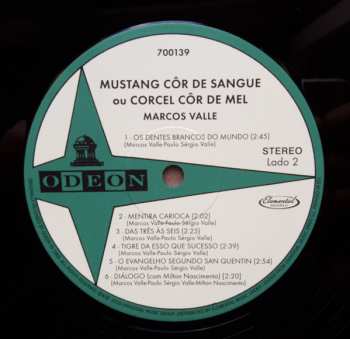 700139
MUSTANG CÔR DE SANGUE
ou CORCEL CÔR DE MEL
MARCOS VALLE
1 - OS DENTES BRANCOS DO MUNDO (2:45)
(Marcos Valle-Paulo Sérgio Valle)
STEREO
Lado 2
ODEON
Elemental
2 - MENTIRA CARIOCA (2:02)
(Marcos Valle-Paulo Sérgio Valle)
3 - DAS TRÊS ÀS SEIS (2:25)
(Marcos Valle-Paulo Sérgio Valle)
4 - TIGRE DA ESSO QUE SUCESSO (2:39)
(Marcos Valle-Paulo Sérgio Valle)
5 - O EVANGELHO SEGUNDO SAN QUENTIN (2:54)
(Marcos Valle-Paulo Sérgio Valle)
6 - DIÁLOGO (com Milton Nascimento) (2:20)
(Marcos Valle-Paulo Sérgio Valle-Milton Nascimento)